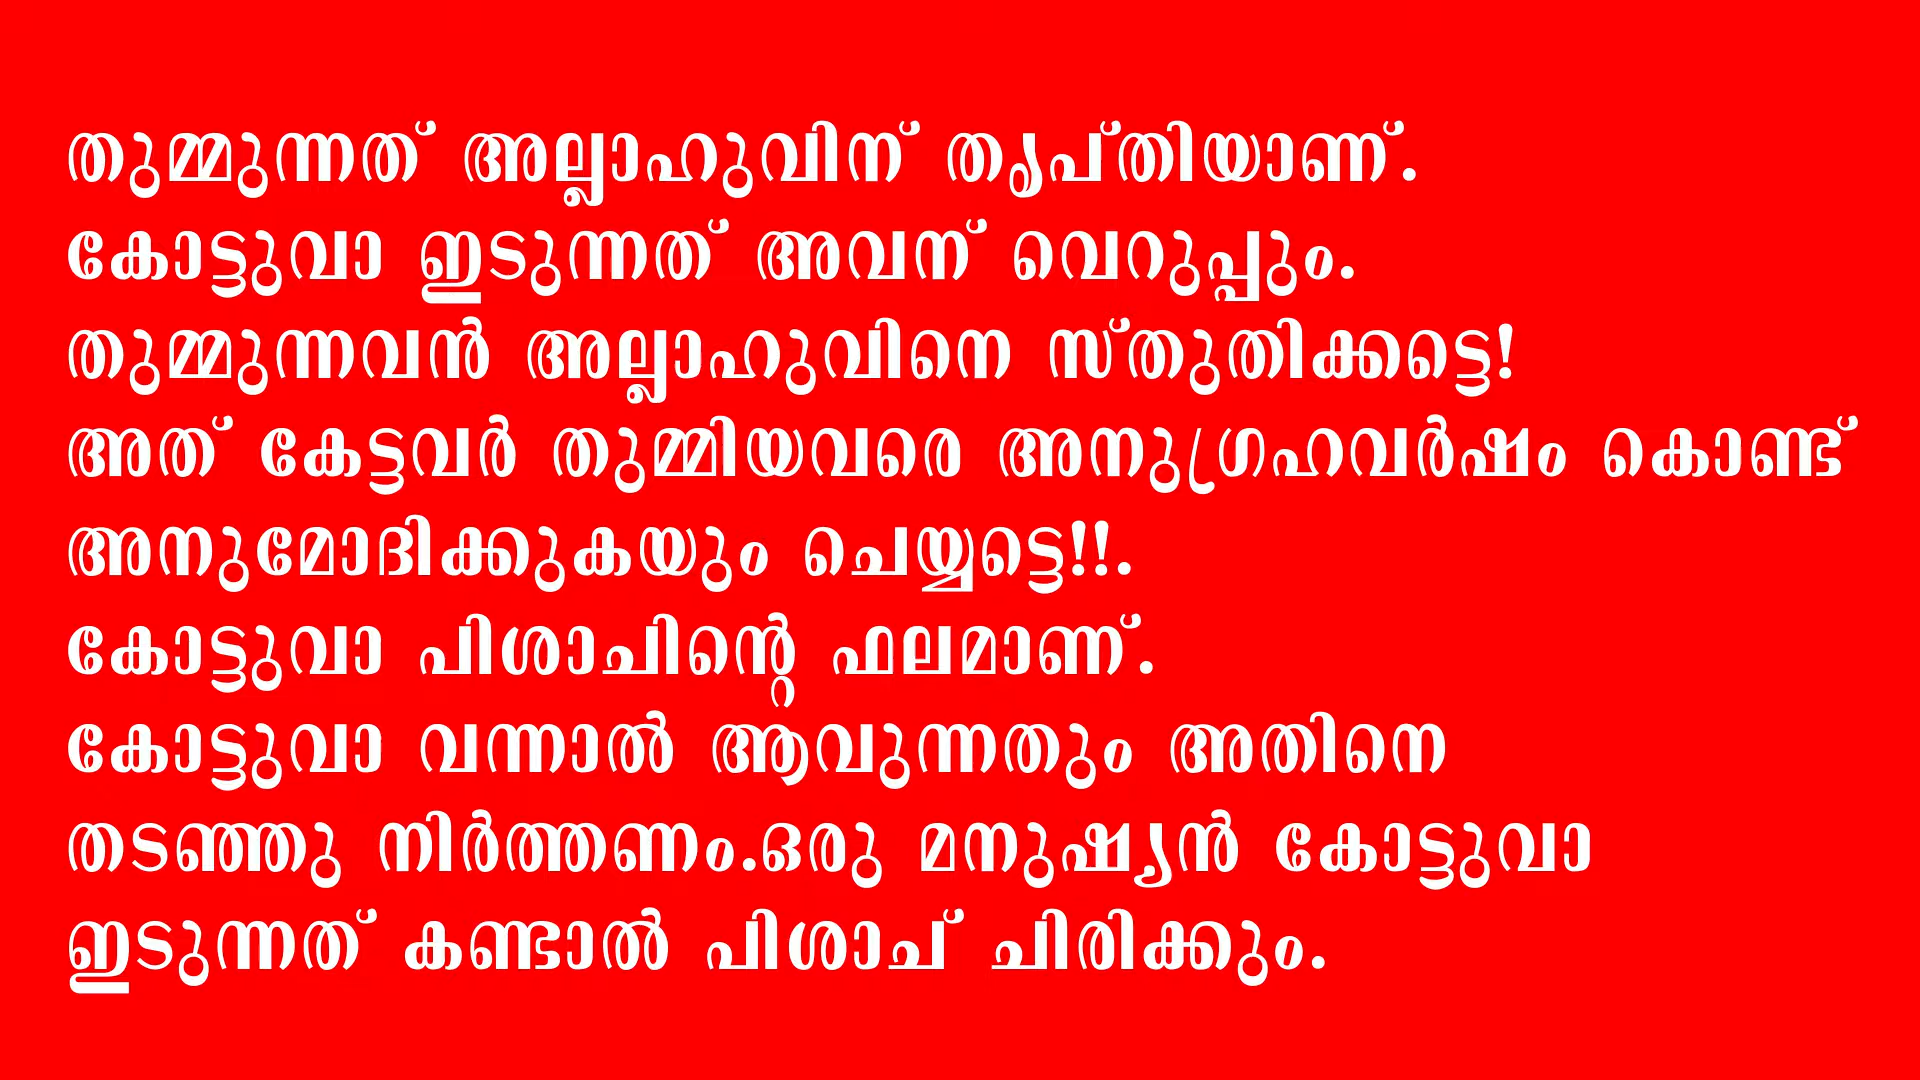 തുമ്മുന്നത് അല്ലാഹുവിന് തൃപ്തിയാണ്.
കോട്ടുവാ ഇടുന്നത് അവന് വെറുപ്പും.
തുമ്മുന്നവൻ അല്ലാഹുവിനെ സ്തുതിക്കട്ടെ!
അത് കേട്ടവർ തുമ്മിയവരെ അനുഗ്രഹവർഷം കൊണ്ട്
അനുമോദിക്കുകയും ചെയ്യട്ടെ!!.
കോട്ടുവാ പിശാചിന്റെ ഫലമാണ്.
കോട്ടുവാ വന്നാൽ ആവുന്നതും അതിനെ
തടഞ്ഞു നിർത്തണം.ഒരു മനുഷ്യൻ കോട്ടുവാ
ഇടുന്നത് കണ്ടാൽ പിശാച് ചിരിക്കും.